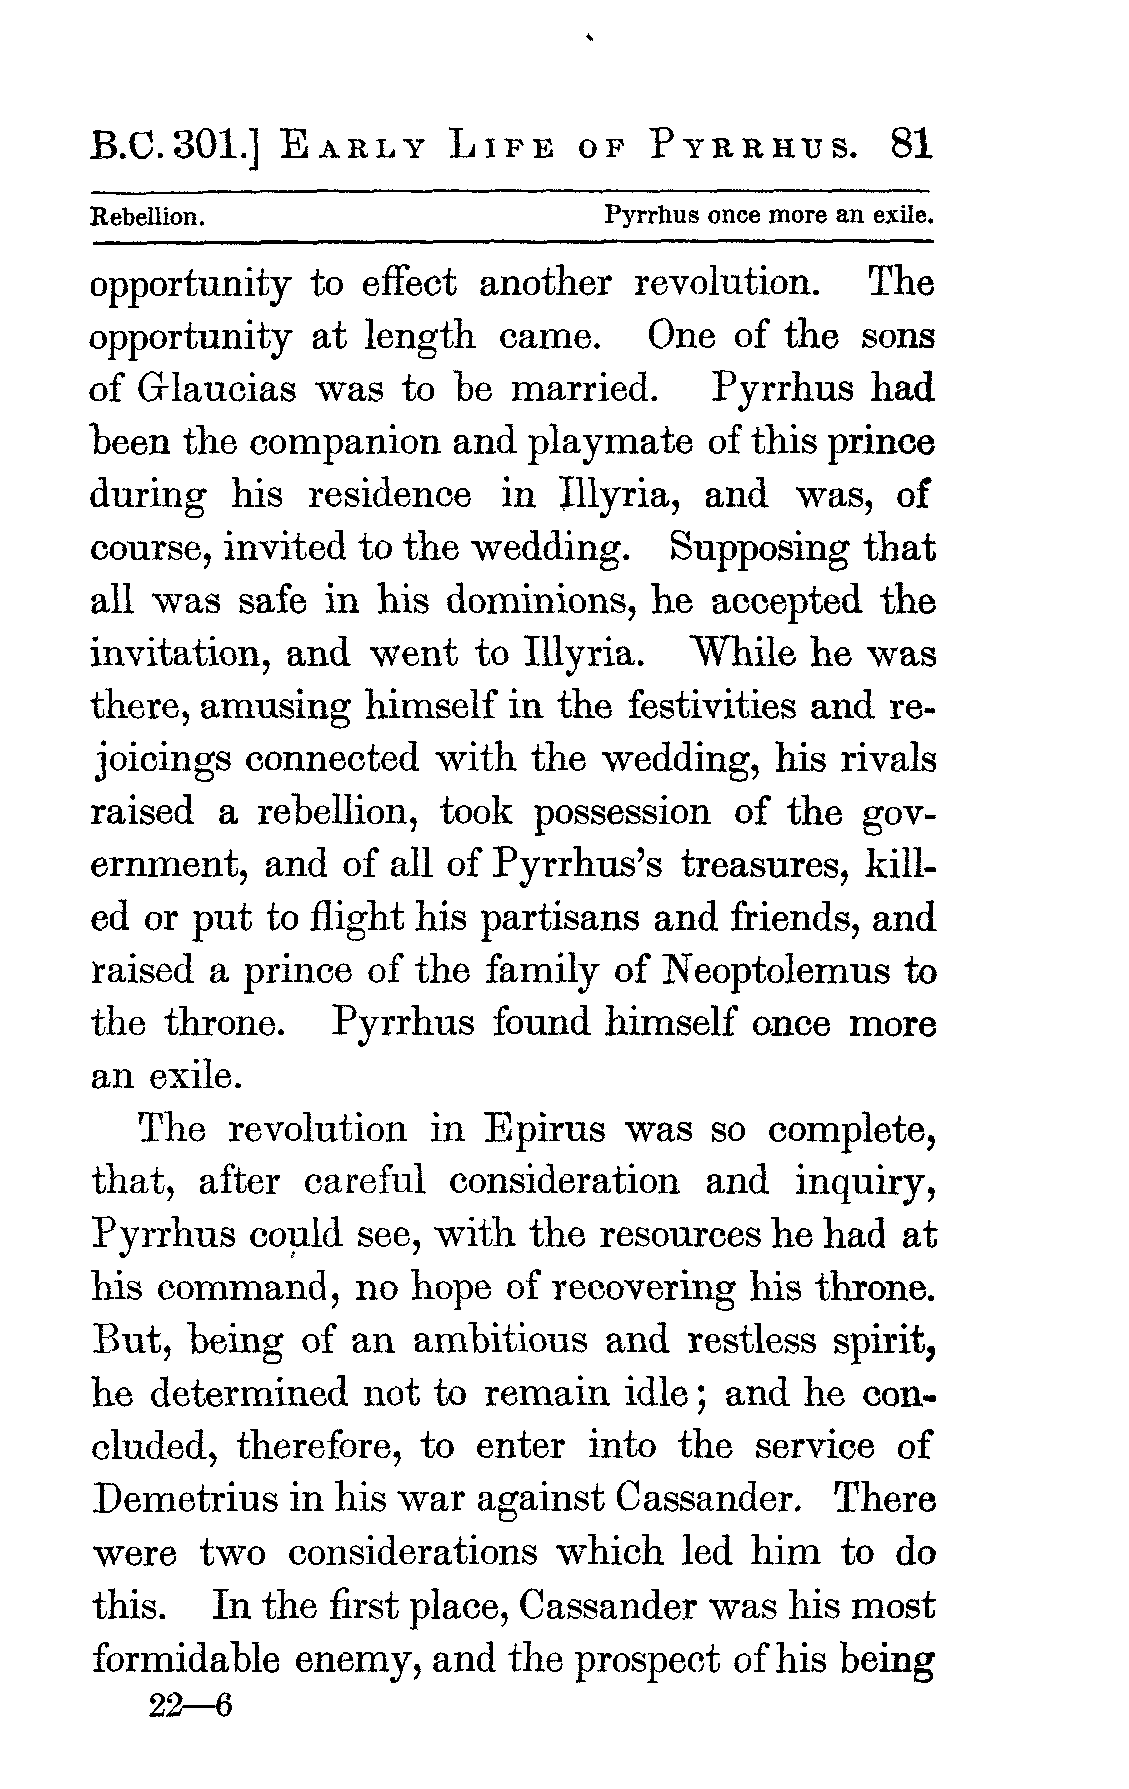 B.C. 301.] EARLY LIFE OF PYRRHUS. 81
Rebellion. Pyrrhus once more an exile.
opportunity to effect another revolution. The
opportunity at length came. One of the sons
of Glaucias was to be married. Pyrrhus had
been the companion and playmate of this prince
during his residence in Illyria, and was, of
course, invited to the wedding. Supposing that
all was safe in his dominions, he accepted the
invitation, and went to Illyria. While he was
there, amusing himself in the festivities and re-
joicings connected with the wedding, his rivals
raised a rebellion, took possession of the gov-
ernment, and of all of Pyrrhus's treasures, kill-
ed or put to flight his partisans and friends, and
raised a prince of the family of Neoptolemus to
the throne. Pyrrhus found himself once more
an exile.
The revolution in Epirus was so complete,
that, after careful consideration and inquiry,
Pyrrhus could see, with the resources he had at
his command, no hope of recovering his throne.
But, being of an ambitious and restless spirit,
he determined not to remain idle; and he con-
cluded, therefore, to enter into the service of
Demetrius in his war against Cassander. There
were two considerations which led him to do
this. In the first place, Cassander was his most
formidable enemy, and the prospect of his being
22—6